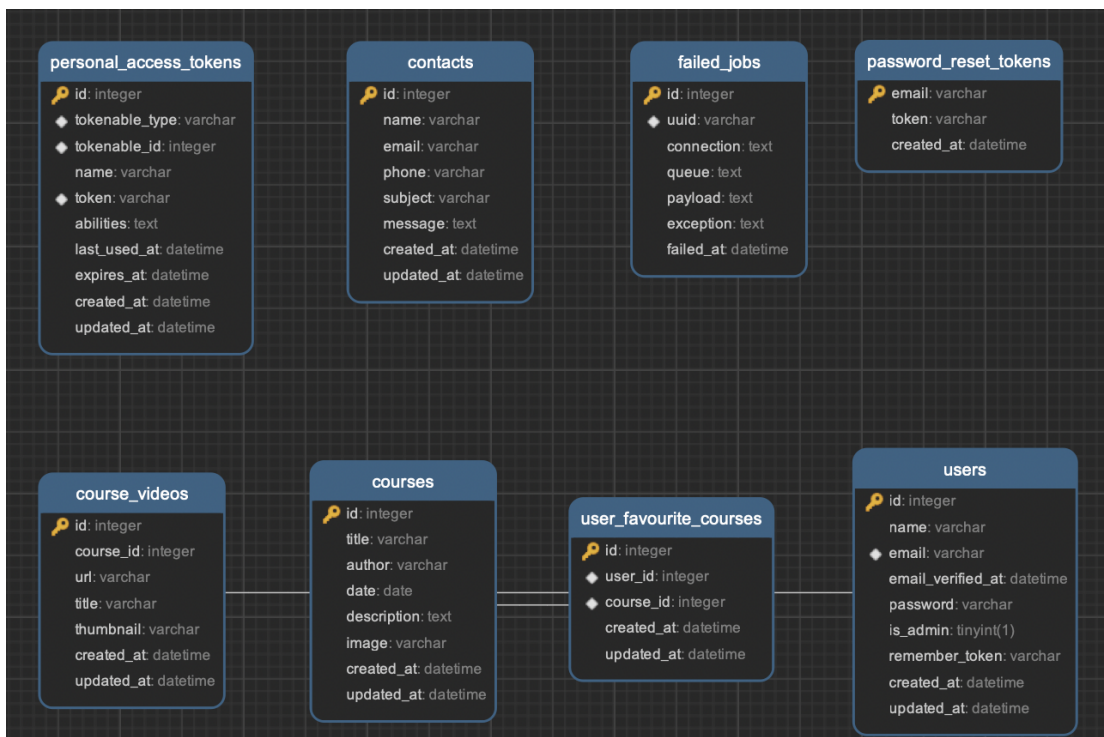 personal_access_tokens
id: integer
tokenable_type: varchar
tokenable_id: integer
name: varchar
token: varchar
abilities: text
last_used_at: datetime
expires_at: datetime
created_at: datetime
updated_at: datetime
contacts
id: integer
name: varchar
email: varchar
phone: varchar
subject: varchar
message: text
created_at: datetime
updated_at: datetime
failed_jobs
id: integer
uuid: varchar
connection: text
queue: text
payload: text
exception: text
failed_at: datetime
password_reset_tokens
email: varchar
token: varchar
created_at: datetime
course_videos
id: integer
course_id: integer
url: varchar
title: varchar
thumbnail: varchar
created_at: datetime
updated_at: datetime
courses
id: integer
title: varchar
author: varchar
date: date
description: text
image: varchar
created_at: datetime
updated_at: datetime
user_favourite_courses
id: integer
user_id: integer
course_id: integer
created_at: datetime
updated_at: datetime
users
id: integer
name: varchar
email: varchar
email_verified_at: datetime
password: varchar
is_admin: tinyint(1)
remember_token: varchar
created_at: datetime
updated_at: datetime